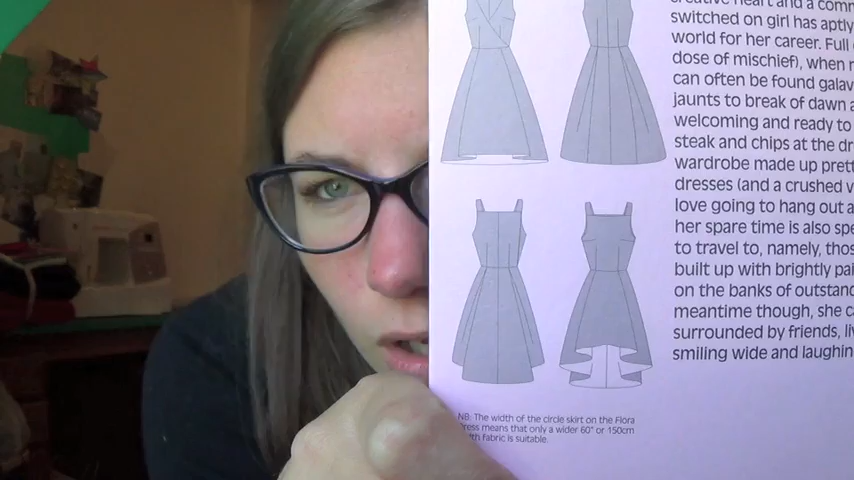 creative heart and a comm
switched on girl has aptly
world for her career. Full
dose of mischief), when
can often be found galav
jaunts to break of dawn
welcoming and ready to
steak and chips at the dr
wardrobe made up pret
dresses (and a crushed v
love going to hang out a
her spare time is also spe
to travel to, namely, thos
built up with brightly pai
on the banks of outstand
meantime though, she c
surrounded by friends, li
smiling wide and laughin
NB: The width of the circle skirt on the Flora
ress means that only a wider 60" or 150cm
th fabric is suitable.